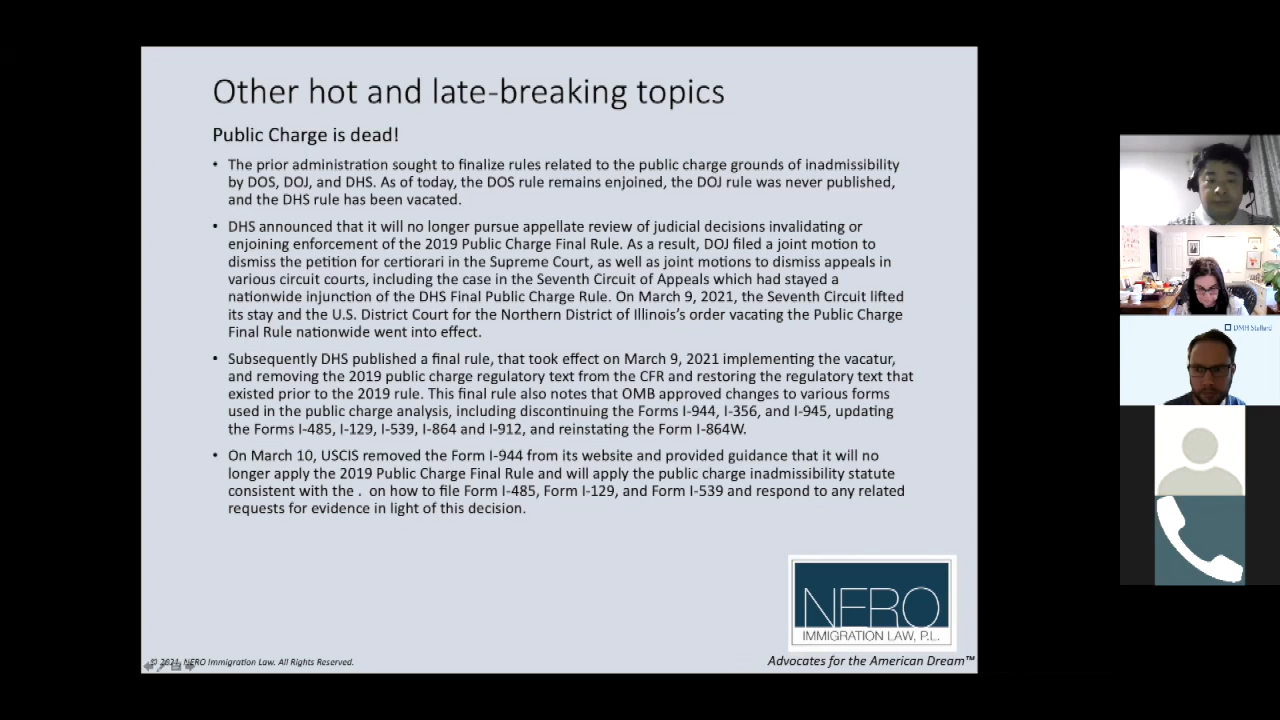 Other hot and late-breaking topics
Public Charge is dead!
• The prior administration sought to finalize rules related to the public charge grounds of inadmissibility
by DOS, DOJ, and DHS. As of today, the DOS rule remains enjoined, the DOJ rule was never published,
and the DHS rule has been vacated.
• DHS announced that it will no longer pursue appellate review of judicial decisions invalidating or
enjoining enforcement of the 2019 Public Charge Final Rule. As a result, DOJ filed a joint motion to
dismiss the petition for certiorari in the Supreme Court, as well as joint motions to dismiss appeals in
various circuit courts, including the case in the Seventh Circuit of Appeals which had stayed a
nationwide injunction of the DHS Final Public Charge Rule. On March 9, 2021, the Seventh Circuit lifted
its stay and the U.S. District Court for the Northern District of Illinois's order vacating the Public Charge
Final Rule nationwide went into effect.
• Subsequently DHS published a final rule, that took effect on March 9, 2021 implementing the vacatur,
and removing the 2019 public charge regulatory text from the CFR and restoring the regulatory text that
existed prior to the 2019 rule. This final rule also notes that OMB approved changes to various forms
used in the public charge analysis, including discontinuing the Forms I-944, I-356, and I-945, updating
the Forms I-485, I-129, I-539, I-864 and I-912, and reinstating the Form I-864W.
• On March 10, USCIS removed the Form I-944 from its website and provided guidance that it will no
longer apply the 2019 Public Charge Final Rule and will apply the public charge inadmissibility statute
consistent with the . on how to file Form I-485, Form I-129, and Form I-539 and respond to any related
requests for evidence in light of this decision.
NERO
IMMIGRATION LAW, P.L.
© 2021, NERO Immigration Law. All Rights Reserved.
Advocates for the American Dream™
DMH Stallard